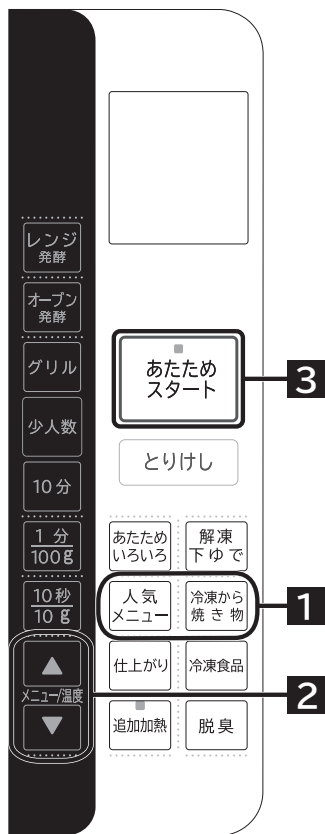 レンジ
発酵
オーブン
発酵
グリル
少人数
10分
1分
100g
10秒
10g
▲
メニュー/温度
▼
あたため
スタート
とりけし
あたため
いろいろ
解凍
下ゆで
人気
メニュー
冷凍から
焼き物
仕上がり
冷凍食品
追加加熱
脱臭
3
1
2